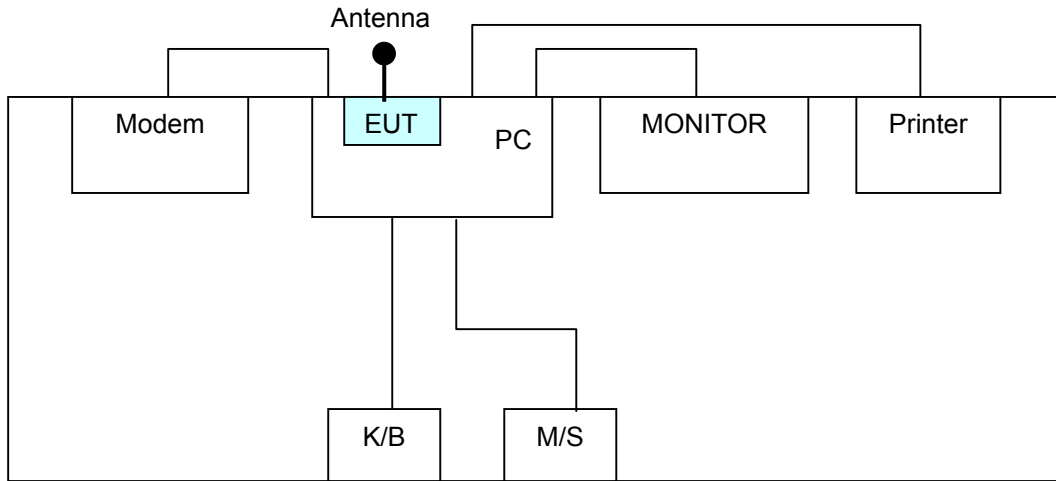 Antenna
Modem
EUT
PC
MONITOR
Printer
K/B
M/S